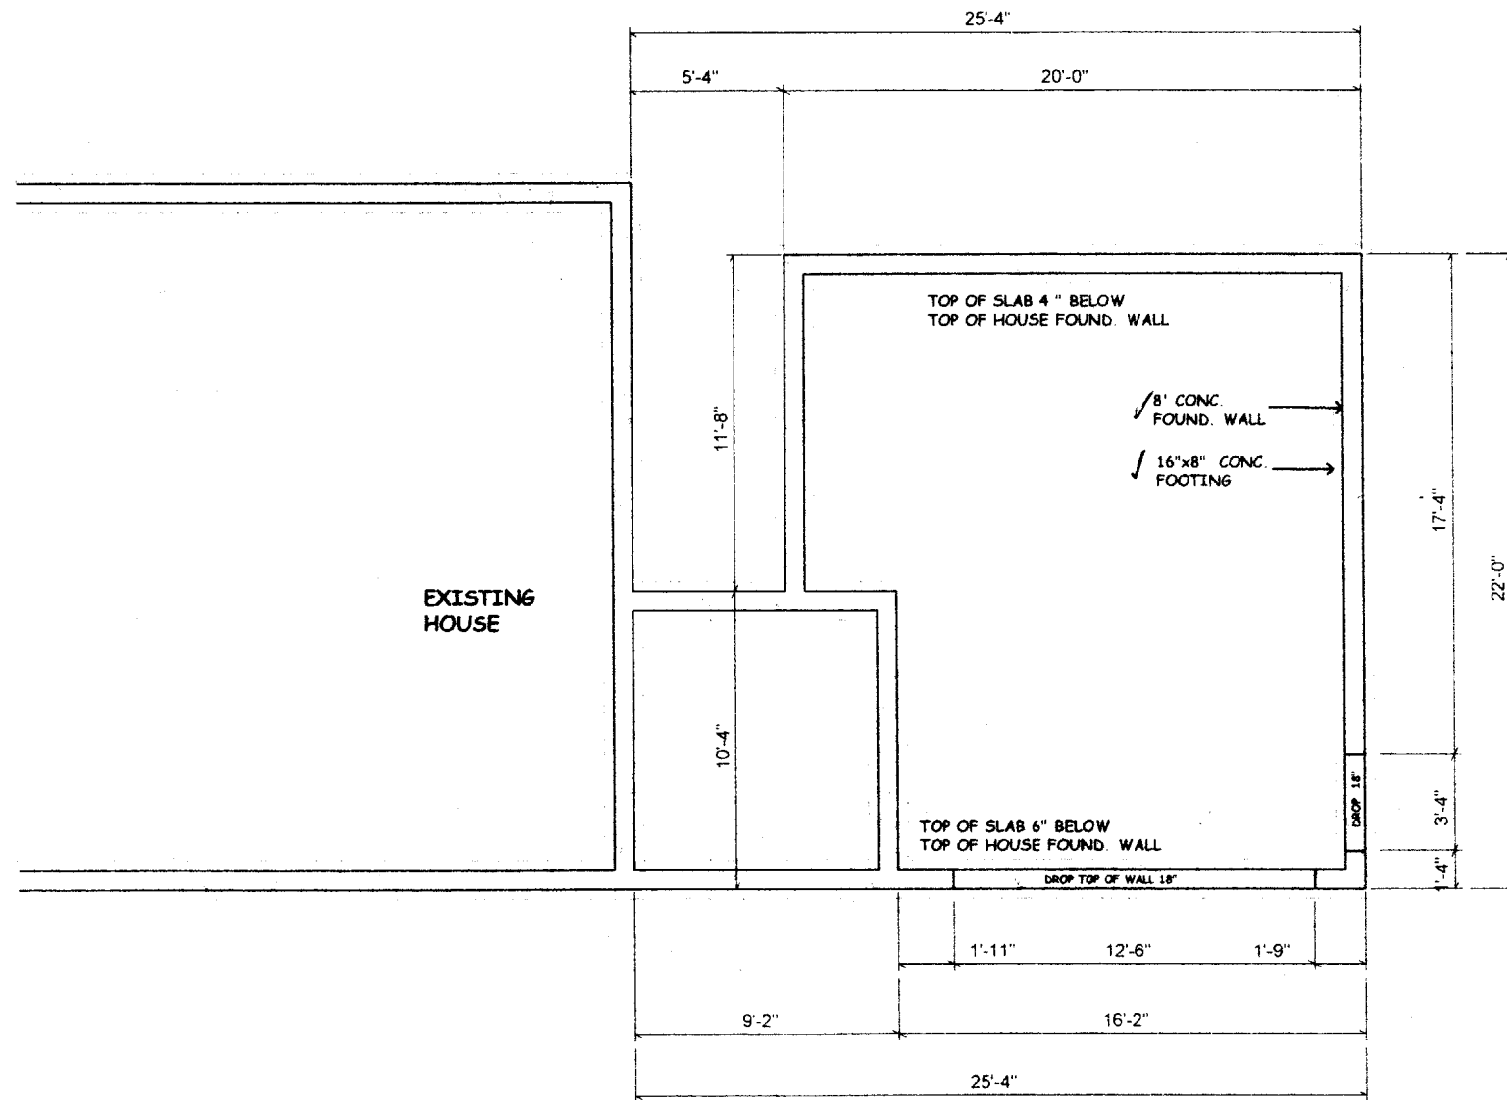 25'-4"
5'-4"
20'-0"
TOP OF SLAB 4 " BELOW
TOP OF HOUSE FOUND. WALL
8' CONC.
FOUND. WALL
11'-8"
16"x8" CONC.
FOOTING
17'-4"
22'-0"
EXISTING
HOUSE
10'-4"
DROP 18"
3'-4"
TOP OF SLAB 6" BELOW
TOP OF HOUSE FOUND. WALL
1'-4"
DROP TOP OF WALL 18"
1'-11"
12'-6"
1'-9"
9'-2"
16'-2"
25'-4"